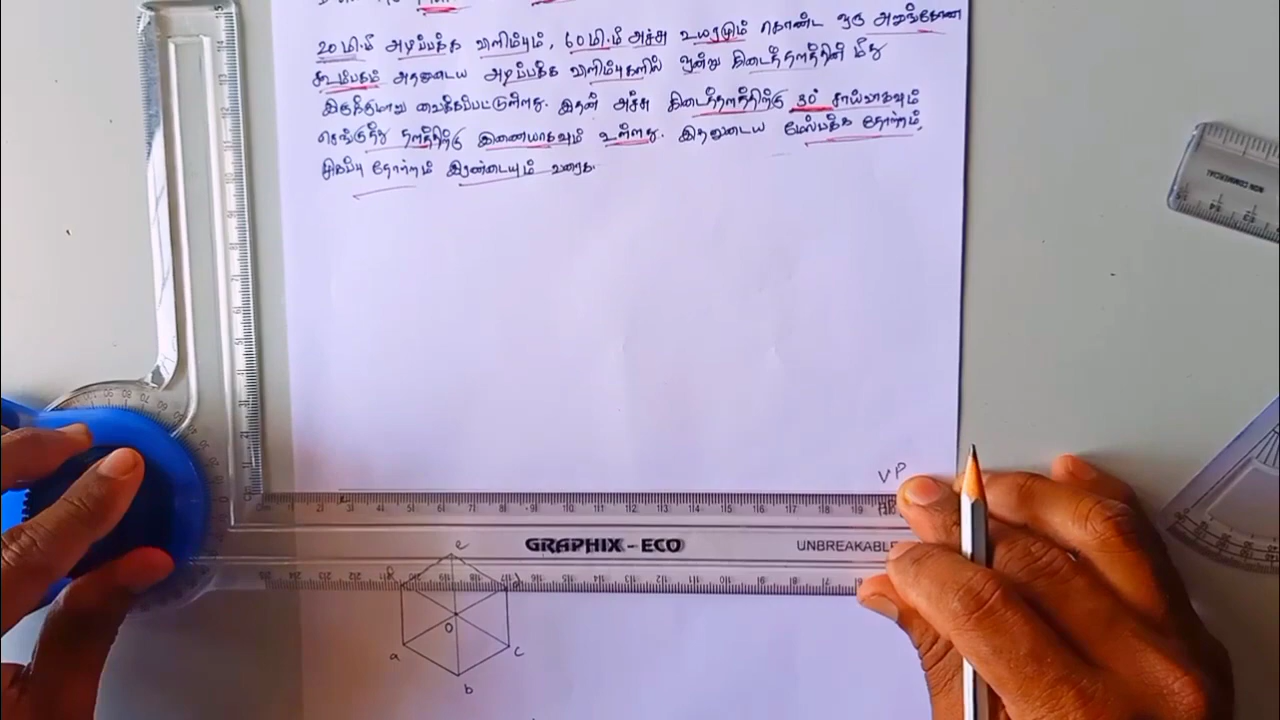 20 மி.மீ அடிப்பக்க விளிம்பும், 60 மி.மீ அச்சு உயரமும் கொண்ட ஒரு அறுங்கோண
கூம்பகம் அதனுடைய அடிப்பக்க விளிம்புகளில் ஒன்று கிடைத்தளத்தின் மீது
இருக்குமாறு வைக்கப்பட்டுள்ளது. இதன் அச்சு கிடைத்தளத்திற்கு 30° சாய்வாகவும்
செங்குத்து தளத்திற்கு இணையாகவும் உள்ளது. இதனுடைய மேல்பக்க தோற்றம்,
முகப்பு தோற்றம் இரண்டையும் வரைக.
NON-COMMERCIAL
VP
GRAPHIX-ECO UNBREAKABLE
e
O
a
c
b